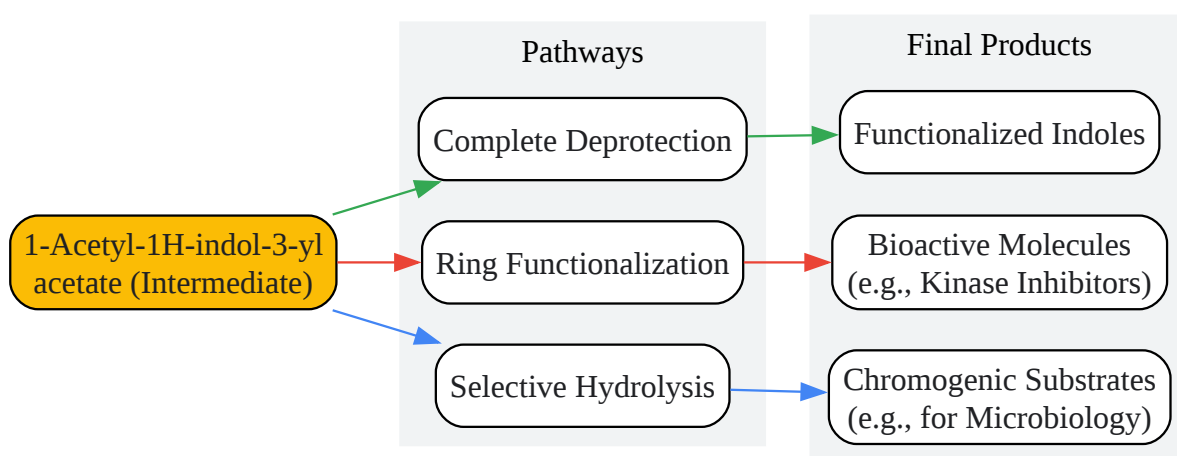 1-Acetyl-1H-indol-3-yl
acetate (Intermediate)
Pathways
Complete Deprotection
Ring Functionalization
Selective Hydrolysis
Final Products
Functionalized Indoles
Bioactive Molecules
(e.g., Kinase Inhibitors)
Chromogenic Substrates
(e.g., for Microbiology)